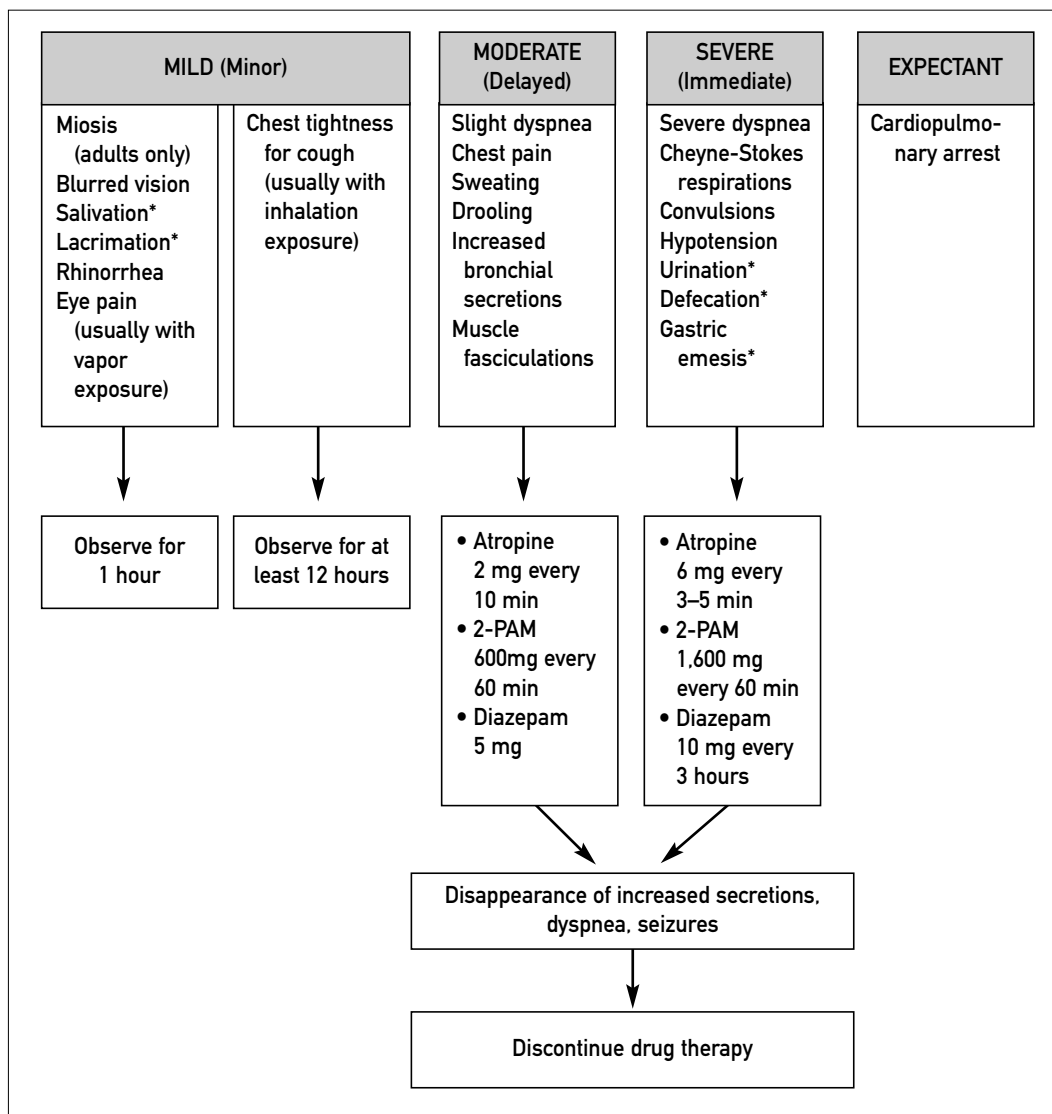 MILD (Minor)
Miosis
(adults only)
Blurred vision
Salivation*
Lacrimation*
Rhinorrhea
Eye pain
(usually with
vapor
exposure)
Chest tightness
for cough
(usually with
inhalation
exposure)
MODERATE
(Delayed)
Slight dyspnea
Chest pain
Sweating
Drooling
Increased
bronchial
secretions
Muscle
fasciculations
SEVERE
(Immediate)
Severe dyspnea
Cheyne-Stokes
respirations
Convulsions
Hypotension
Urination*
Defecation*
Gastric
emesis*
EXPECTANT
Cardiopulmo-
nary arrest
Observe for
1 hour
Observe for at
least 12 hours
• Atropine
2 mg every
10 min
• 2-PAM
600mg every
60 min
• Diazepam
5 mg
• Atropine
6 mg every
3–5 min
• 2-PAM
1,600 mg
every 60 min
• Diazepam
10 mg every
3 hours
Disappearance of increased secretions,
dyspnea, seizures
Discontinue drug therapy